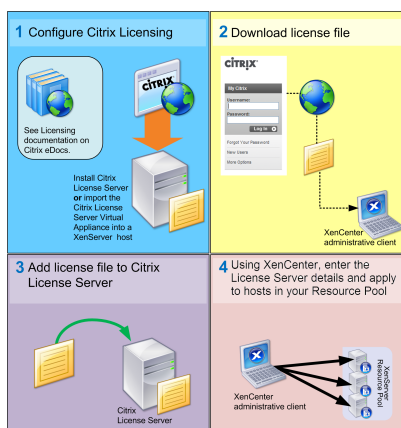 1 Configure Citrix Licensing
CİTRIX
See Licensing
documentation on
Citrix eDocs.
Install Citrix
License Server
or import the
Citrix License
Server Virtual
Appliance into a
XenServer host
2 Download license file
CİTRIX
My Citrix
Username:
Password:
Log In
Forgot Your Password
New Users
More Options
XenCenter
administrative client
3 Add license file to Citrix
License Server
Citrix
License Server
4 Using XenCenter, enter the
License Server details and apply
to hosts in your Resource Pool
XenCenter
administrative client
XenServer
Resource Pool